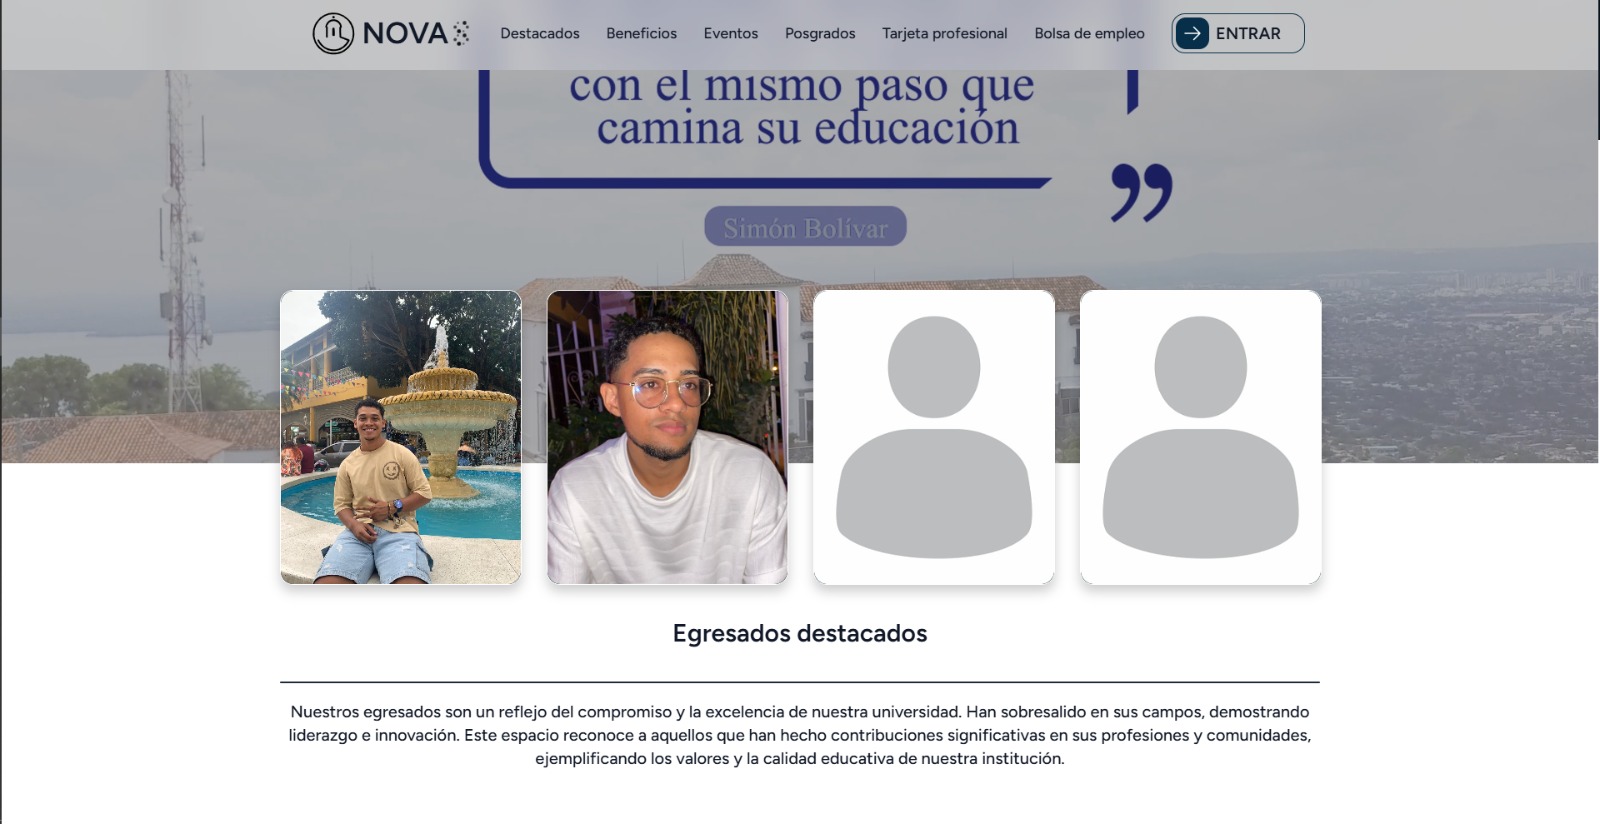 NOVA
Destacados
Beneficios
Eventos
Posgrados
Tarjeta profesional
Bolsa de empleo
ENTRAR
con el mismo paso que
camina su educación
”
Simón Bolívar
Egresados destacados
Nuestros egresados son un reflejo del compromiso y la excelencia de nuestra universidad. Han sobresalido en sus campos, demostrando
liderazgo e innovación. Este espacio reconoce a aquellos que han hecho contribuciones significativas en sus profesiones y comunidades,
ejemplificando los valores y la calidad educativa de nuestra institución.